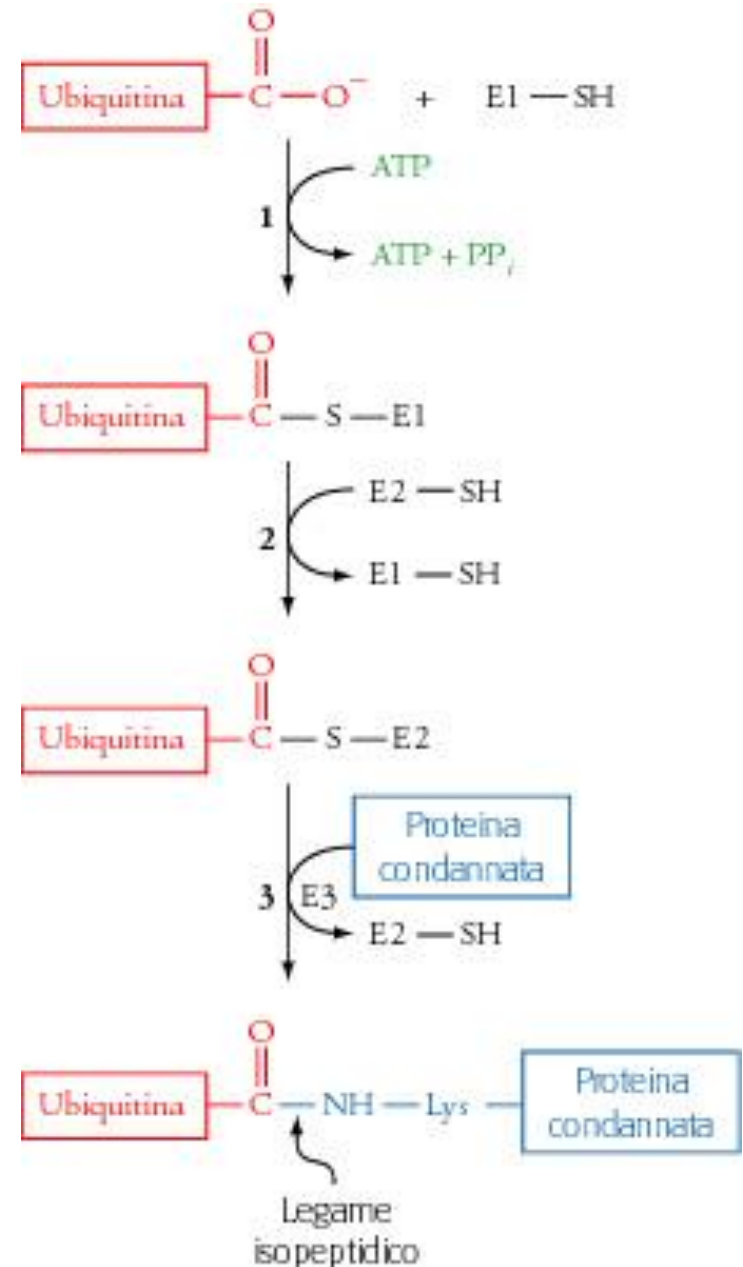 O
Ubiquitina — C — O⁻ + E1 — SH
ATP
1
ATP + PPi
O
Ubiquitina — C — S — E1
E2 — SH
2
E1 — SH
O
Ubiquitina — C — S — E2
Proteina
condannata
3 E3
E2 — SH
O
Ubiquitina — C — NH — Lys — Proteina
condannata
Legame
isopeptidico